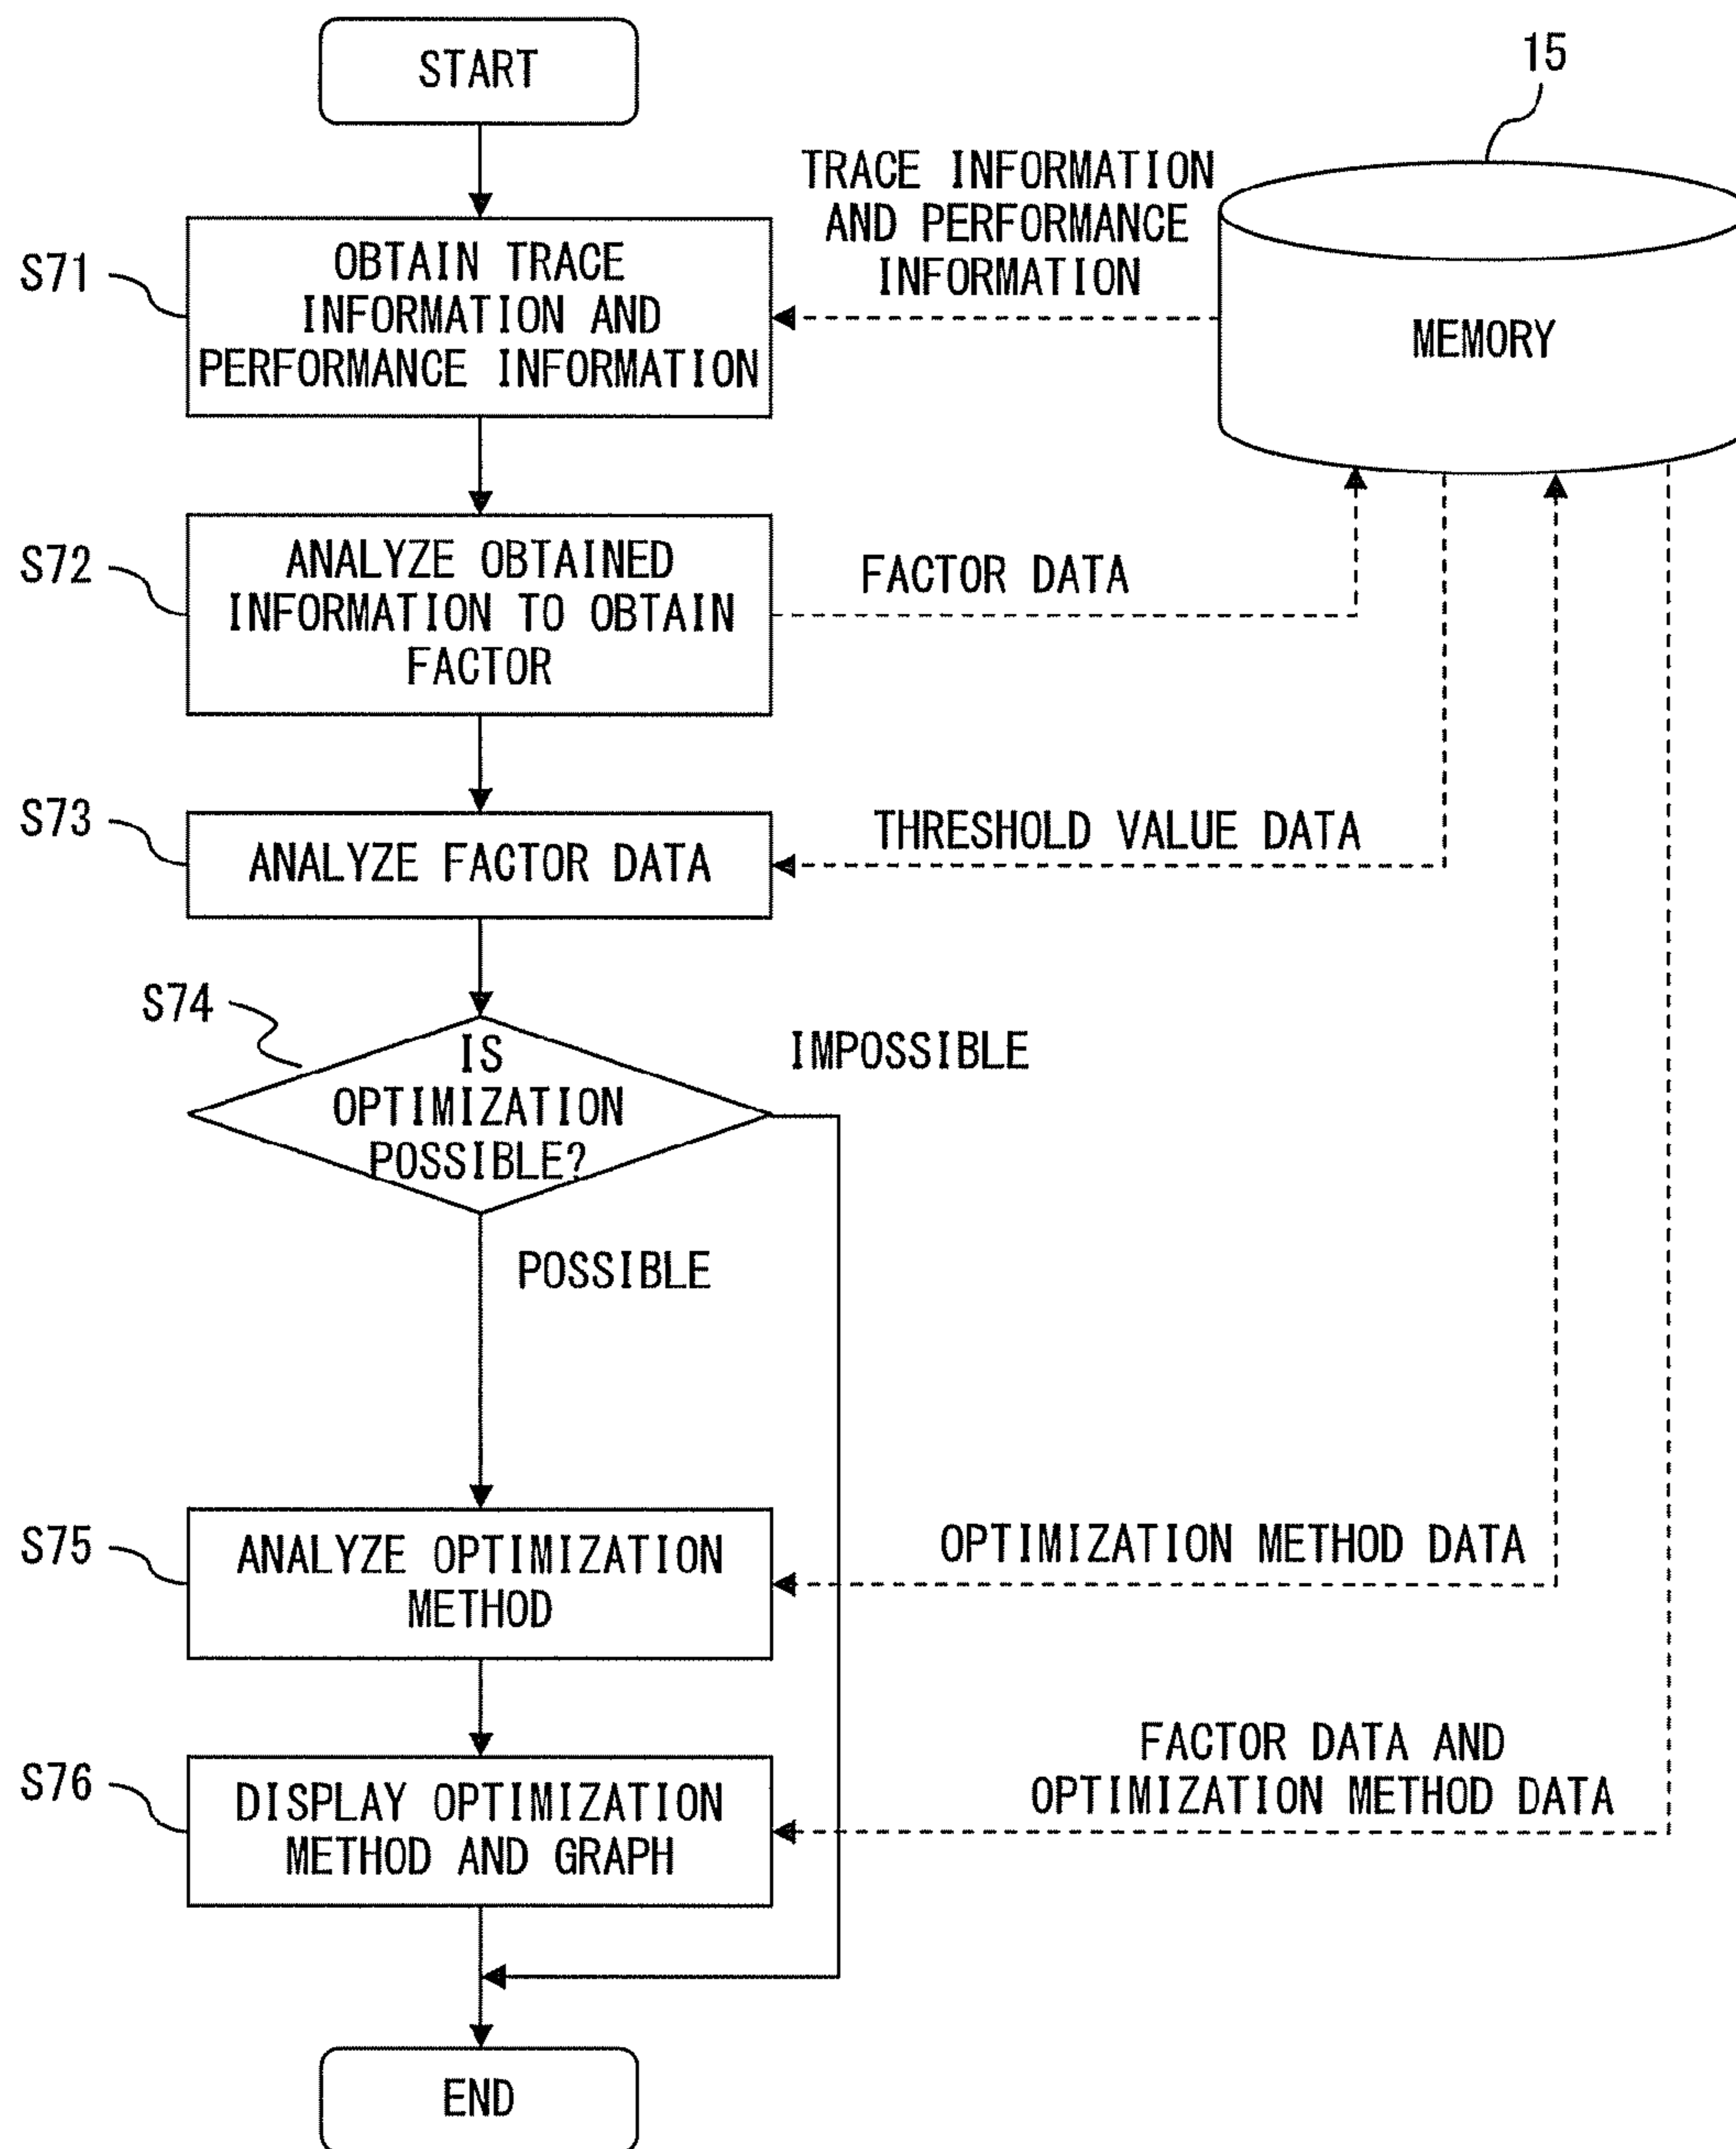 START
15
TRACE INFORMATION
AND PERFORMANCE
INFORMATION
MEMORY
S71
OBTAIN TRACE
INFORMATION AND
PERFORMANCE INFORMATION
S72
ANALYZE OBTAINED
INFORMATION TO OBTAIN
FACTOR
FACTOR DATA
S73
ANALYZE FACTOR DATA
THRESHOLD VALUE DATA
S74
IS
OPTIMIZATION
POSSIBLE?
IMPOSSIBLE
POSSIBLE
S75
ANALYZE OPTIMIZATION
METHOD
OPTIMIZATION METHOD DATA
S76
DISPLAY OPTIMIZATION
METHOD AND GRAPH
FACTOR DATA AND
OPTIMIZATION METHOD DATA
END